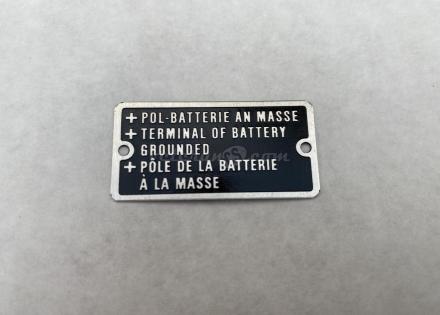 + POL-BATTERIE AN MASSE
+ TERMINAL OF BATTERY
GROUNDED
+ PÔLE DE LA BATTERIE
À LA MASSE